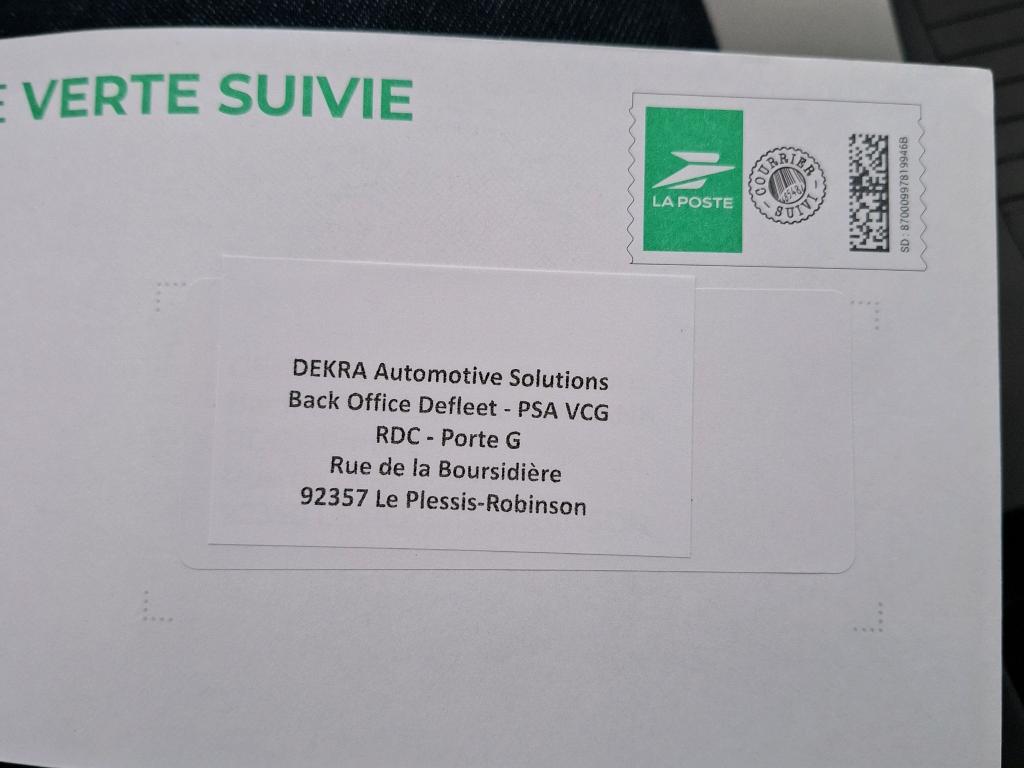 E VERTE SUIVIE
LA POSTE
COURRIER
SUIVI
SD : 87000997819946B
DEKRA Automotive Solutions
Back Office Defleet - PSA VCG
RDC - Porte G
Rue de la Boursidière
92357 Le Plessis-Robinson